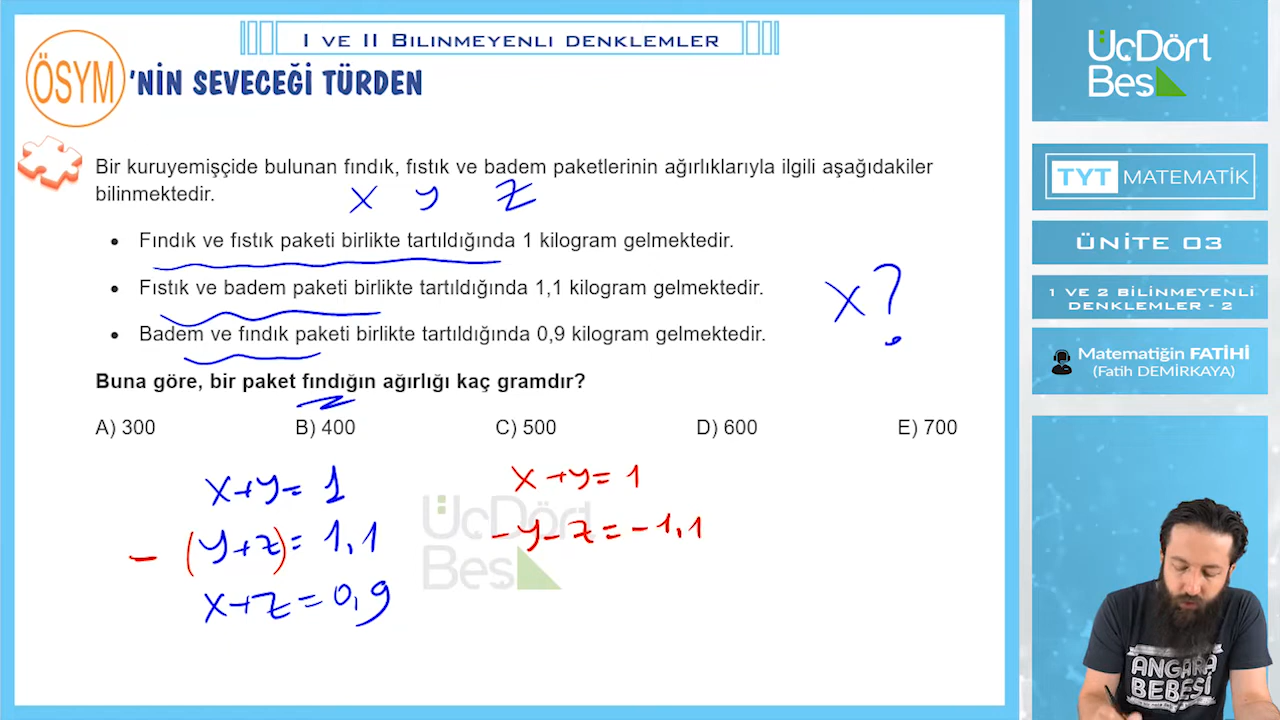 I VE II BILINMEYENLI DENKLEMLER
ÖSYM'NİN SEVECEĞİ TÜRDEN
Bir kuruyemişçide bulunan fındık, fıstık ve badem paketlerinin ağırlıklarıyla ilgili aşağıdakiler
bilinmektedir.
x y z
• Fındık ve fıstık paketi birlikte tartıldığında 1 kilogram gelmektedir.
• Fıstık ve badem paketi birlikte tartıldığında 1,1 kilogram gelmektedir.
• Badem ve fındık paketi birlikte tartıldığında 0,9 kilogram gelmektedir.
x?
Buna göre, bir paket fındığın ağırlığı kaç gramdır?
A) 300 B) 400 C) 500 D) 600 E) 700
x+y=1
-(y+z)=1,1
x+z=0,9
x+y=1
-y-z=-1,1
ÜçDört
Beş
ÜçDört
Beş
TYT MATEMATİK
ÜNİTE 03
1 VE 2 BİLİNMEYENLİ
DENKLEMLER - 2
Matematiğin FATİHİ
(Fatih DEMİRKAYA)
ANGARA
BEBESİ